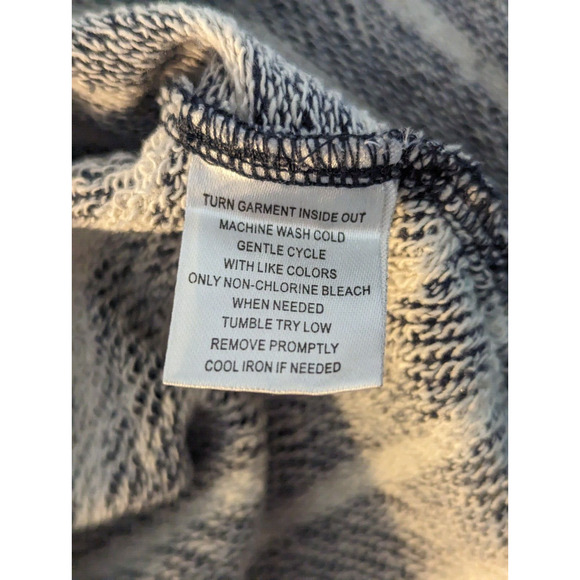 TURN GARMENT INSIDE OUT
MACHINE WASH COLD
GENTLE CYCLE
WITH LIKE COLORS
ONLY NON-CHLORINE BLEACH
WHEN NEEDED
TUMBLE TRY LOW
REMOVE PROMPTLY
COOL IRON IF NEEDED